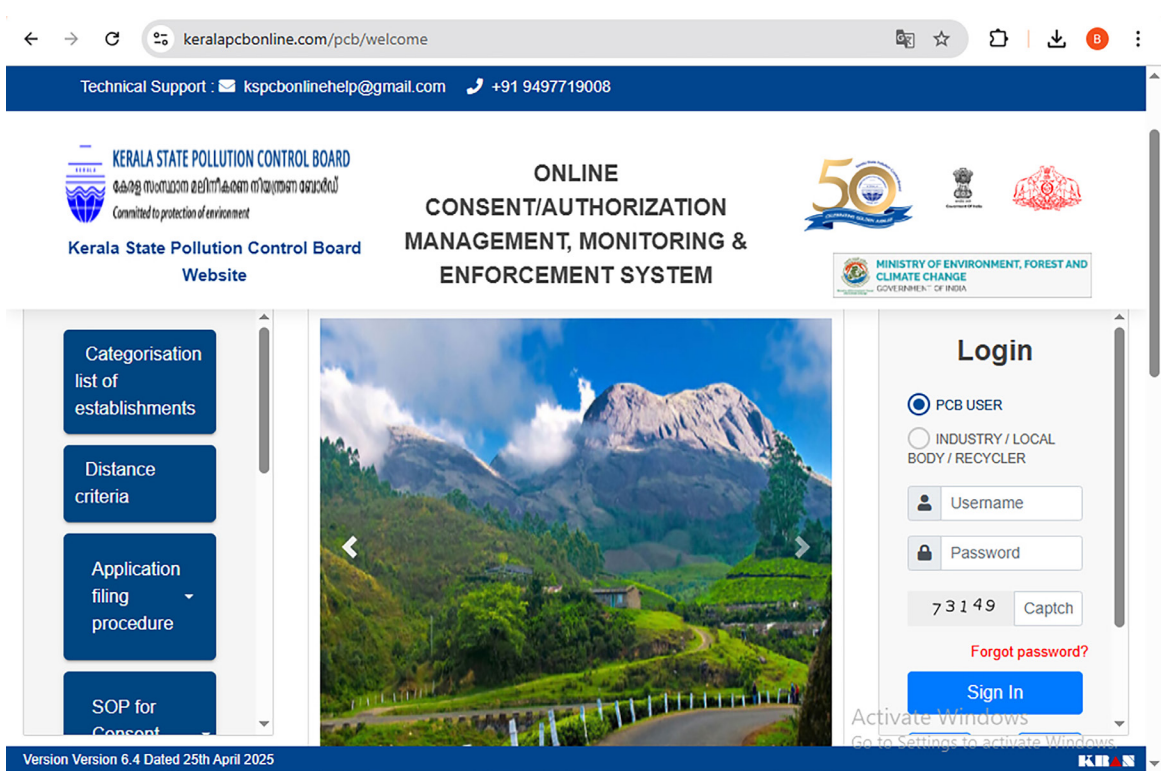 keralapcbonline.com/pcb/welcome
B
Technical Support : kspcbonlinehelp@gmail.com +91 9497719008
KERALA STATE POLLUTION CONTROL BOARD
കേരള സംസ്ഥാന മലിനീകരണ നിയന്ത്രണ ബോർഡ്
Committed to protection of environment
Kerala State Pollution Control Board
Website
ONLINE
CONSENT/AUTHORIZATION
MANAGEMENT, MONITORING &
ENFORCEMENT SYSTEM
50
MINISTRY OF ENVIRONMENT, FOREST AND
CLIMATE CHANGE
GOVERNMENT OF INDIA
Categorisation
list of
establishments
Distance
criteria
Application
filing
procedure
SOP for
Consent
Login
PCB USER
INDUSTRY / LOCAL
BODY / RECYCLER
Username
Password
73149 Captch
Forgot password?
Sign In
Activate Windows
Go to Settings to activate Windows.
Version Version 6.4 Dated 25th April 2025
KBAN